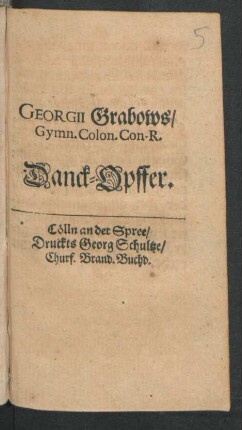 5
GEORGII Grabows/
Gymn. Colon. Con-R.
Danck-Opffer.
Cölln an der Spree/
Druckts Georg Schultze/
Churf. Brand. Buchd.